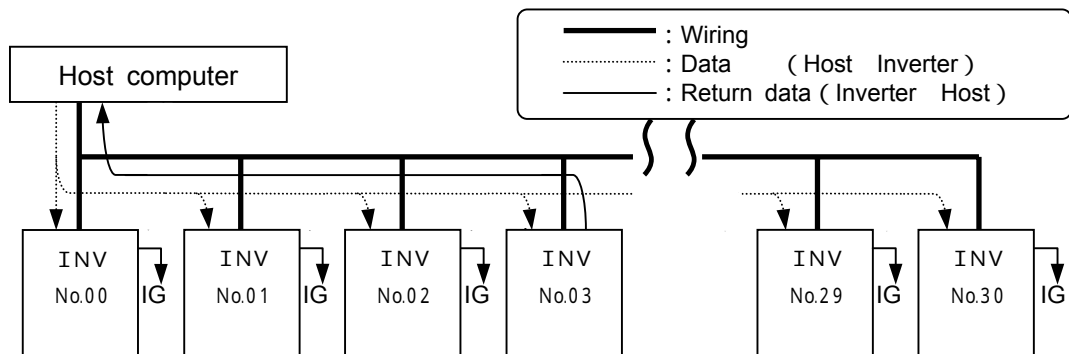 Host computer
: Wiring
: Data (Host Inverter)
: Return data (Inverter Host)
INV
No.00
IG
INV
No.01
IG
INV
No.02
IG
INV
No.03
INV
No.29
IG
INV
No.30
IG